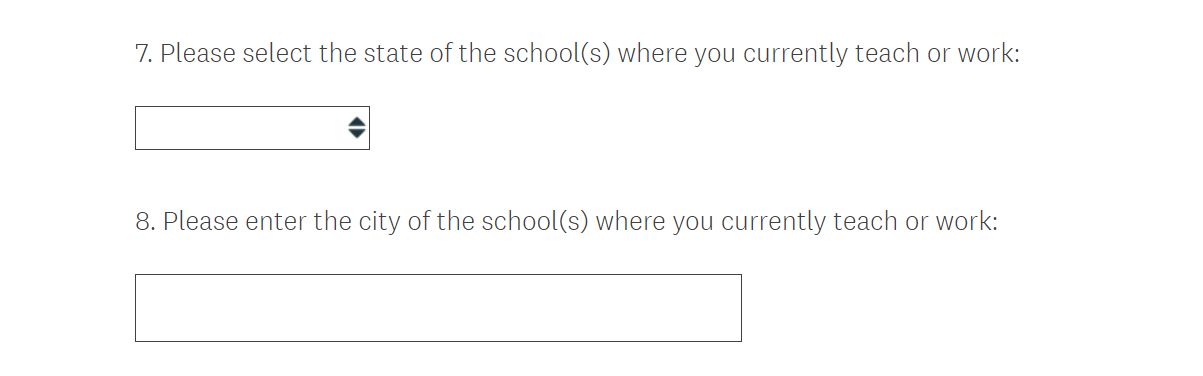 7. Please select the state of the school(s) where you currently teach or work:
8. Please enter the city of the school(s) where you currently teach or work: